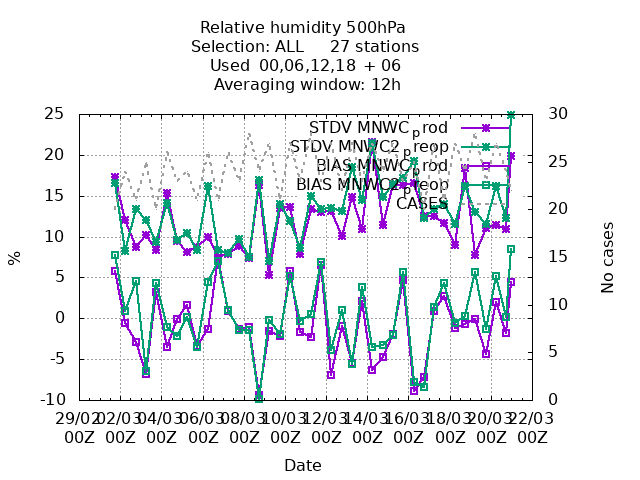 Relative humidity 500hPa
Selection: ALL 27 stations
Used 00,06,12,18 + 06
Averaging window: 12h
25
20
15
10
5
0
-5
-10
30
25
20
15
10
5
0
STDV MNWC_prod
STDV MNWC2_preop
BIAS MNWC_prod
BIAS MNWC2_preop
CASES
%
No cases
29/02 02/03 04/03 06/03 08/03 10/03 12/03 14/03 16/03 18/03 20/03 22/03
00Z 00Z 00Z 00Z 00Z 00Z 00Z 00Z 00Z 00Z 00Z 00Z
Date